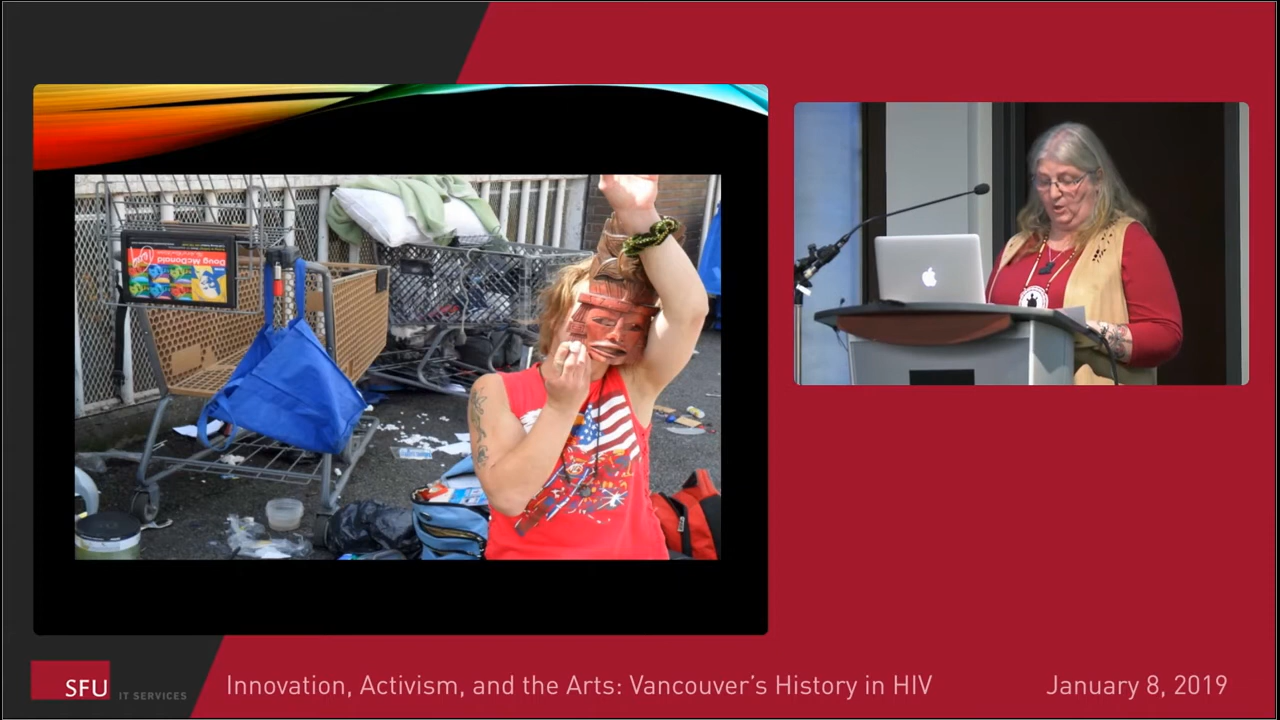 Doug McDonald
SFU IT SERVICES
Innovation, Activism, and the Arts: Vancouver's History in HIV
January 8, 2019